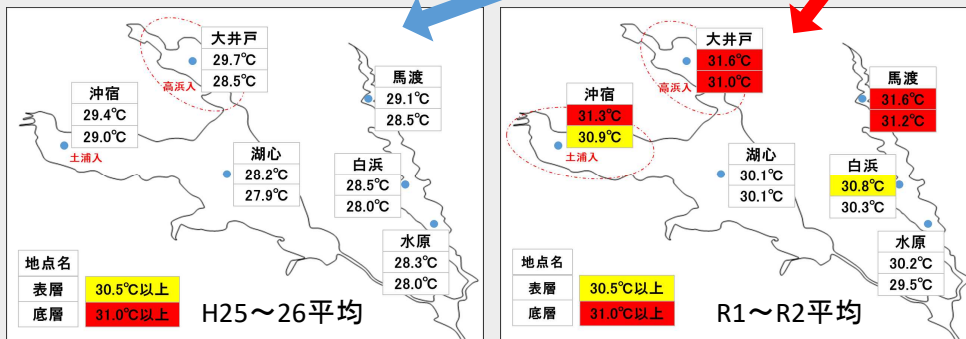 大井戸
29.7℃
28.5℃
高浜入
沖宿
29.4℃
29.0℃
土浦入
馬渡
29.1℃
28.5℃
湖心
28.2℃
27.9℃
白浜
28.5℃
28.0℃
水原
28.3℃
28.0℃
地点名
表層 30.5℃以上
底層 31.0℃以上
H25～26平均
大井戸
31.6℃
31.0℃
高浜入
沖宿
31.3℃
30.9℃
土浦入
馬渡
31.6℃
31.2℃
湖心
30.1℃
30.1℃
白浜
30.8℃
30.3℃
水原
30.2℃
29.5℃
地点名
表層 30.5℃以上
底層 31.0℃以上
R1～R2平均